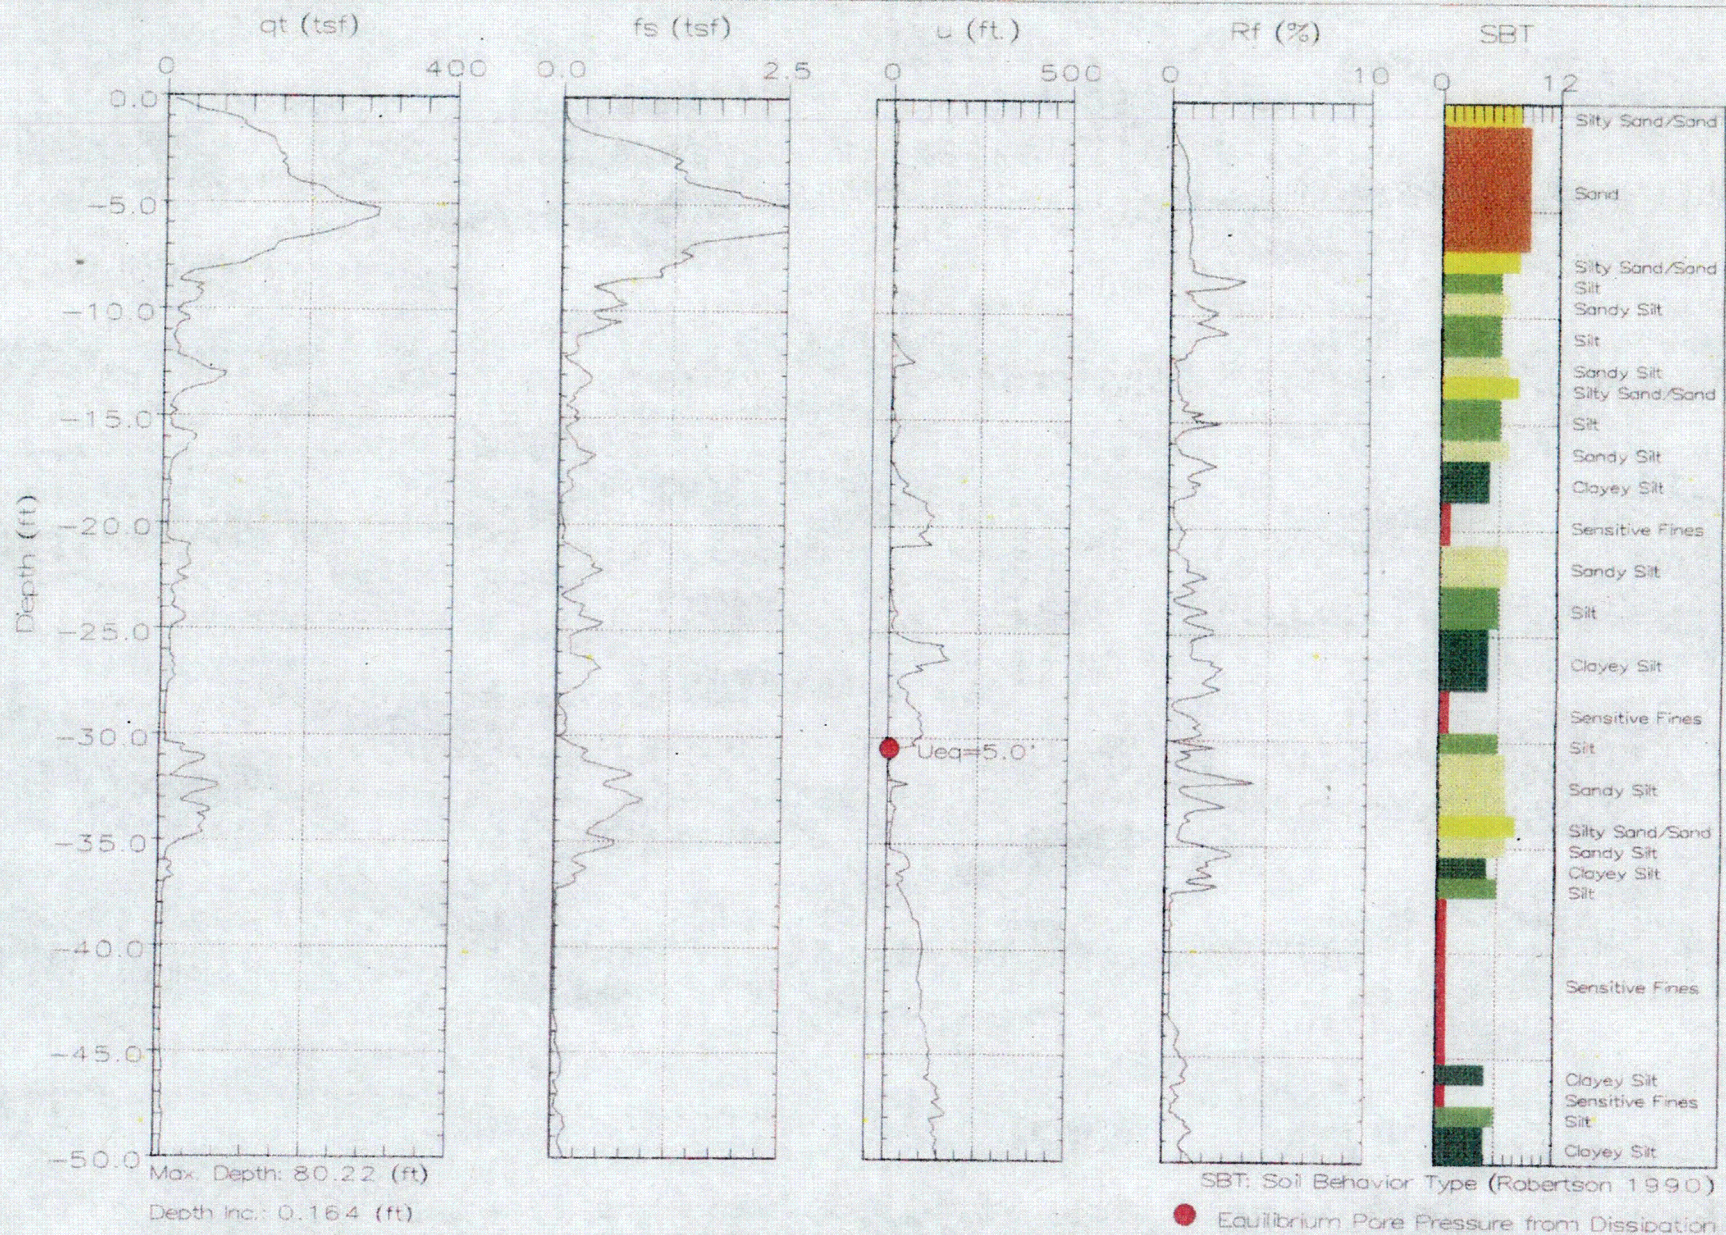 qt (tsf)
fs (tsf)
u (ft.)
Rf (%)
SBT
0 400
0.0 2.5
0 500
0 10
0 12
Depth (ft)
0.0
-5.0
-10.0
-15.0
-20.0
-25.0
-30.0
-35.0
-40.0
-45.0
-50.0
Ueq=5.0'
Silty Sand/Sand
Sand
Silty Sand/Sand
Silt
Sandy Silt
Silt
Sandy Silt
Silty Sand/Sand
Silt
Sandy Silt
Clayey Silt
Sensitive Fines
Sandy Silt
Silt
Clayey Silt
Sensitive Fines
Silt
Sandy Silt
Silty Sand/Sand
Sandy Silt
Clayey Silt
Silt
Sensitive Fines
Clayey Silt
Sensitive Fines
Silt
Clayey Silt
Max. Depth: 80.22 (ft)
Depth Inc.: 0.164 (ft)
SBT: Soil Behavior Type (Robertson 1990)
Equilibrium Pore Pressure from Dissipation